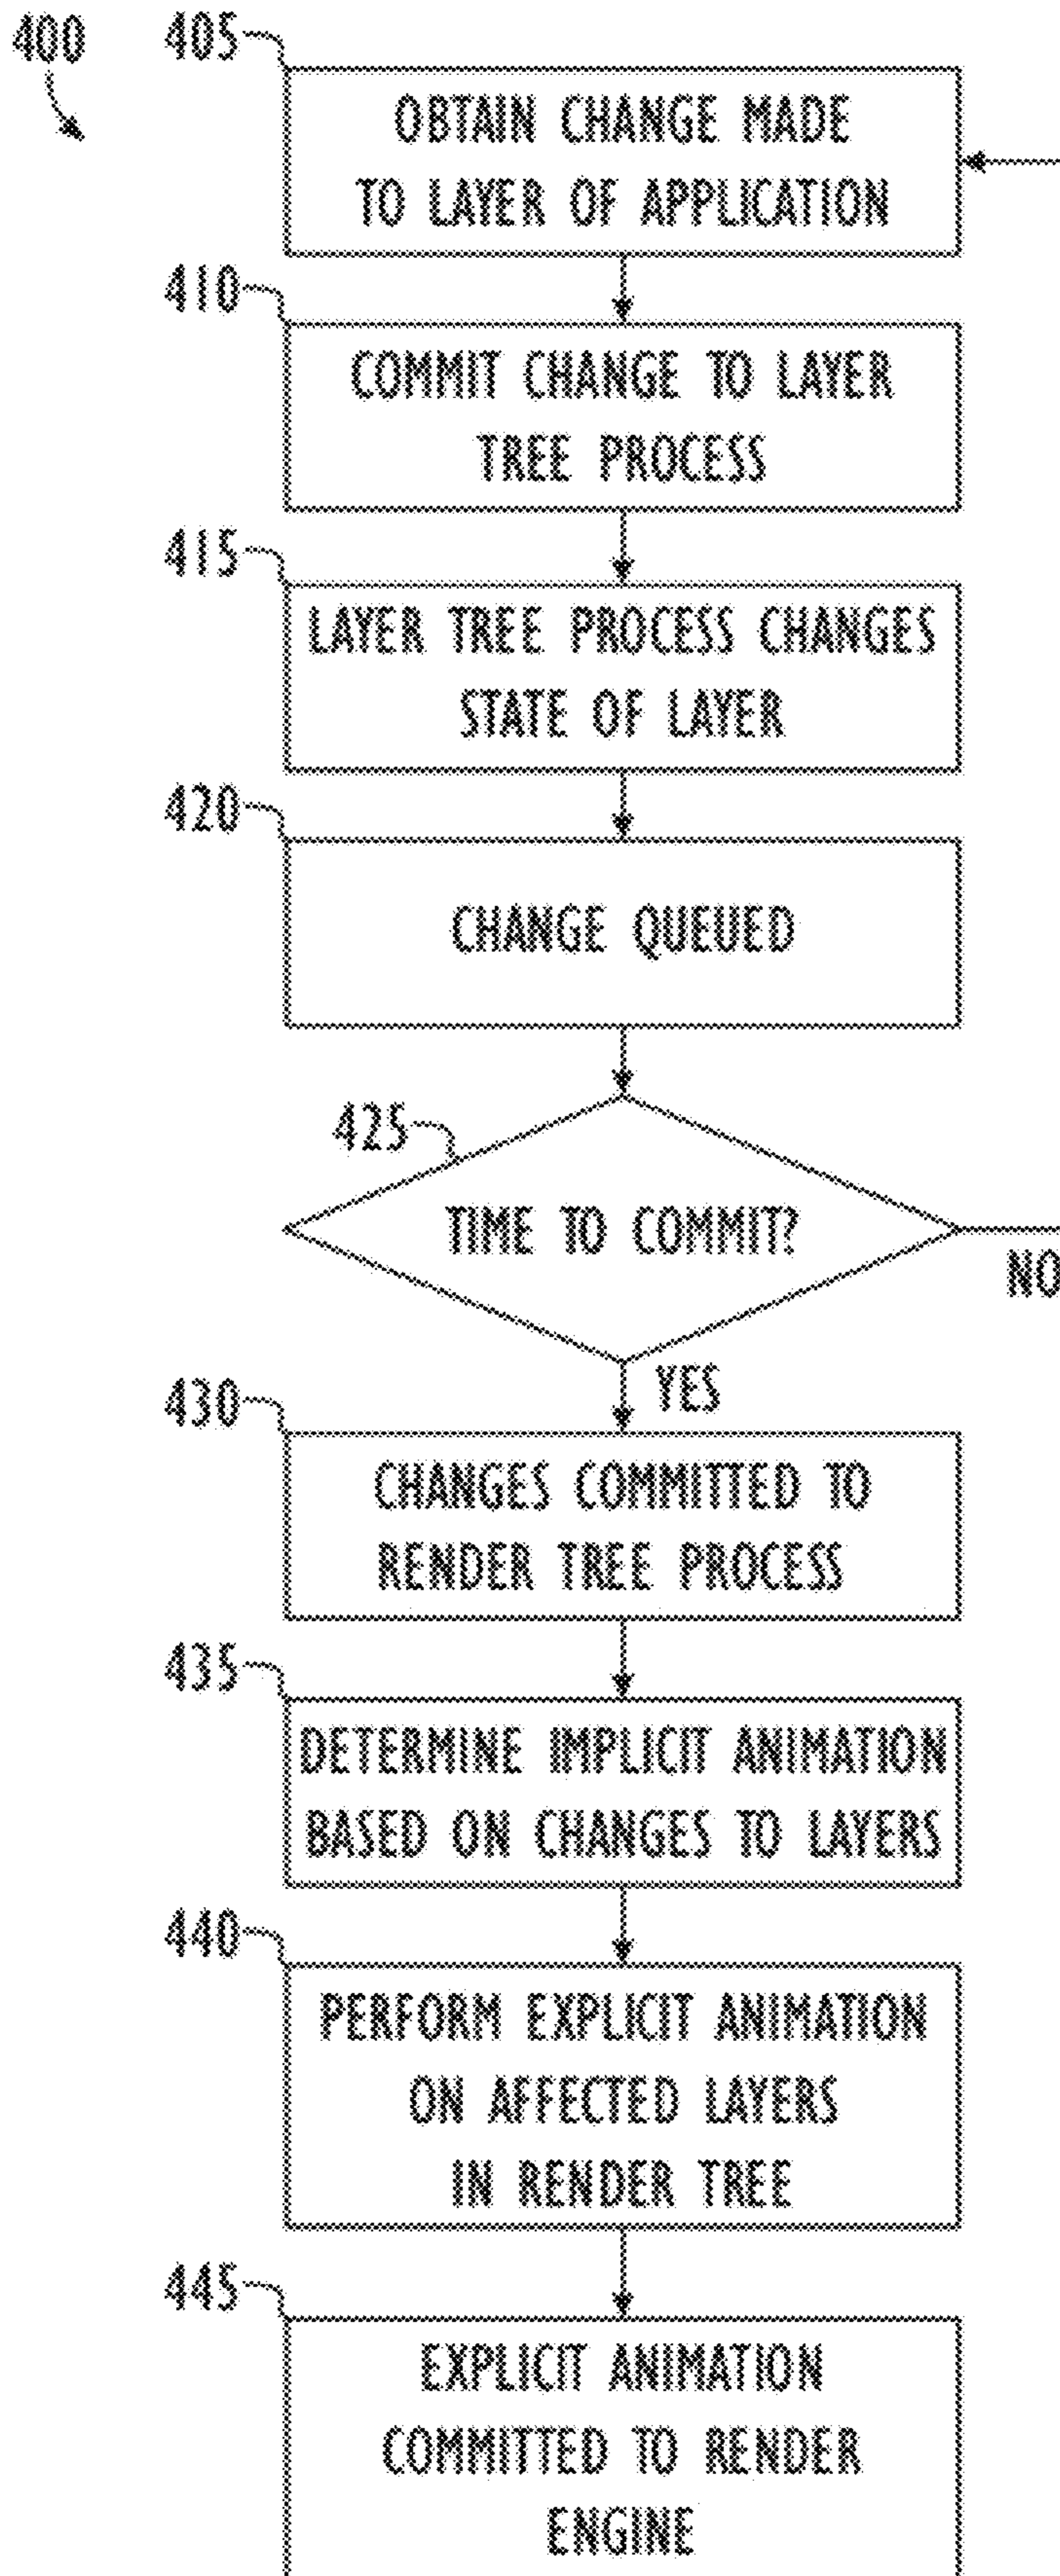 400
405
OBTAIN CHANGE MADE
TO LAYER OF APPLICATION
410
COMMIT CHANGE TO LAYER
TREE PROCESS
415
LAYER TREE PROCESS CHANGES
STATE OF LAYER
420
CHANGE QUEUED
425
TIME TO COMMIT?
NO
YES
430
CHANGES COMMITTED TO
RENDER TREE PROCESS
435
DETERMINE IMPLICIT ANIMATION
BASED ON CHANGES TO LAYERS
440
PERFORM EXPLICIT ANIMATION
ON AFFECTED LAYERS
IN RENDER TREE
445
EXPLICIT ANIMATION
COMMITTED TO RENDER
ENGINE